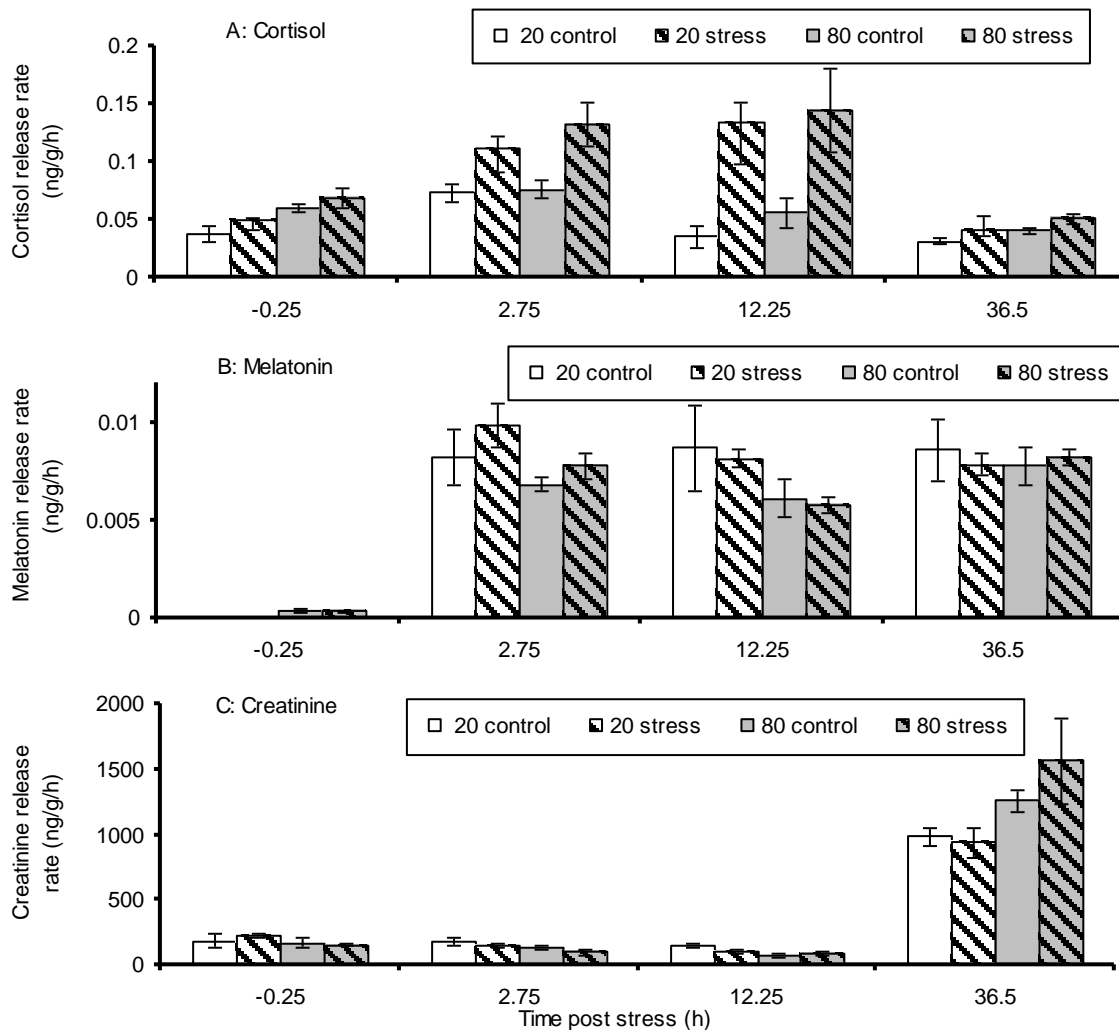 A: Cortisol
20 control 20 stress 80 control 80 stress
Cortisol release rate
(ng/g/h)
0.2
0.15
0.1
0.05
0
-0.25 2.75 12.25 36.5
B: Melatonin
20 control 20 stress 80 control 80 stress
Melatonin release rate
(ng/g/h)
0.01
0.005
0
-0.25 2.75 12.25 36.5
C: Creatinine
20 control 20 stress 80 control 80 stress
Creatinine release
rate (ng/g/h)
2000
1500
1000
500
0
-0.25 2.75 12.25 36.5
Time post stress (h)